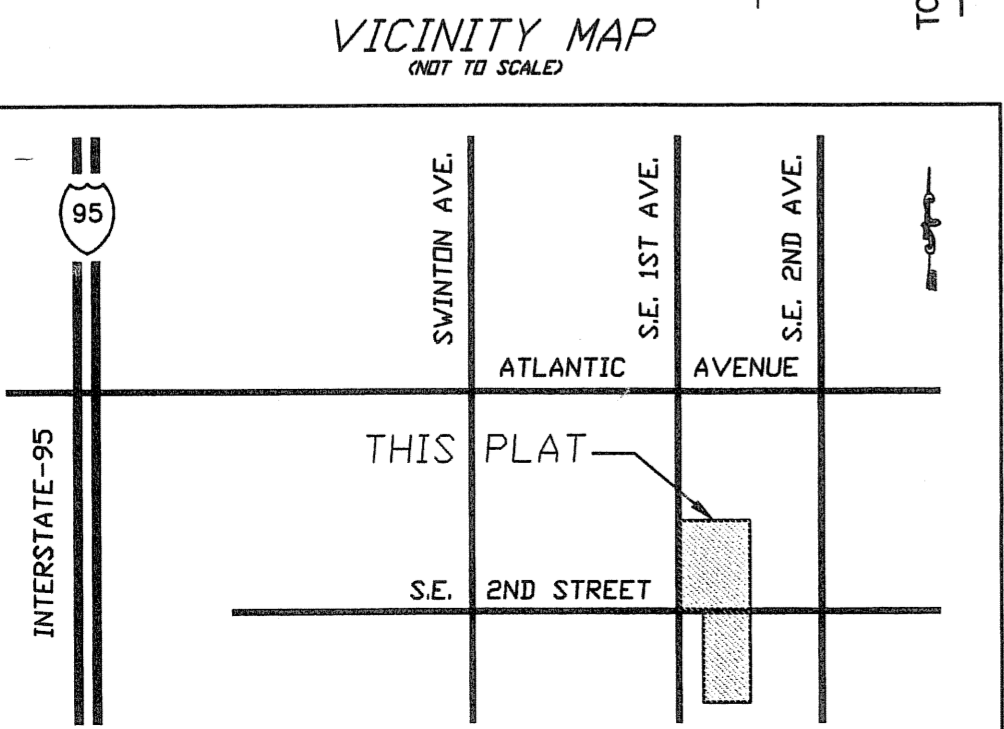 TO
VICINITY MAP
(NOT TO SCALE)
95
SWINTON AVE.
S.E. 1ST AVE.
S.E. 2ND AVE.
ATLANTIC AVENUE
INTERSTATE-95
THIS PLAT
S.E. 2ND STREET